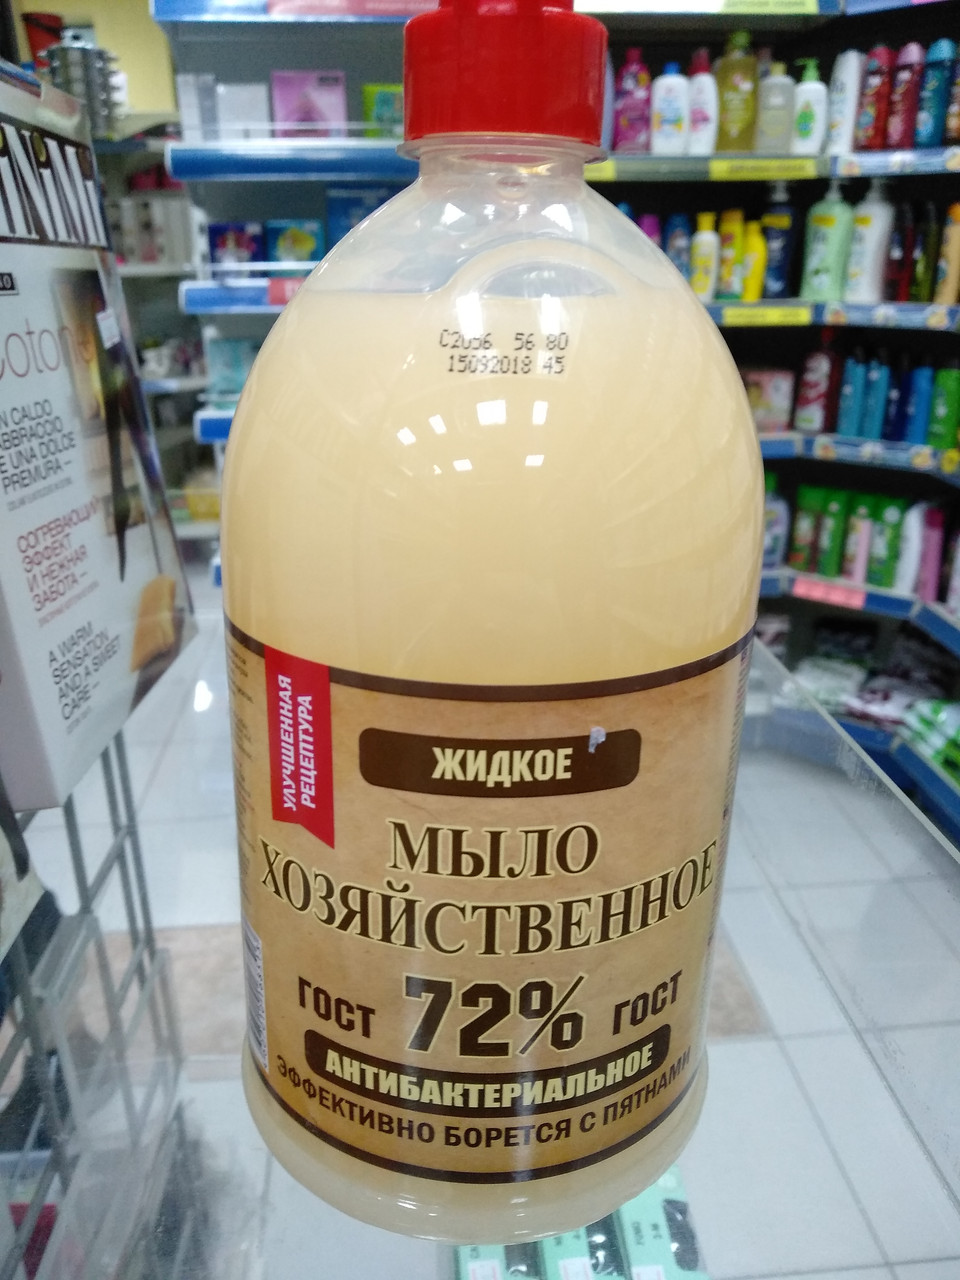 C2056 56 80
15092018 45
УЛУЧШЕННАЯ
РЕЦЕПТУРА
ЖИДКОЕ
МЫЛО
ХОЗЯЙСТВЕННОЕ
ГОСТ 72% ГОСТ
АНТИБАКТЕРИАЛЬНОЕ
ЭФФЕКТИВНО БОРЕТСЯ С ПЯТНАМИ
CALDO
ABBRACCIO
E UNA DOLCE
PREMURA —
СОГРЕВАЮЩИЙ
ЭФФЕКТ
И НЕЖНАЯ
ЗАБОТА —
A WARM
SENSATION
AND A SWEET
CARE —